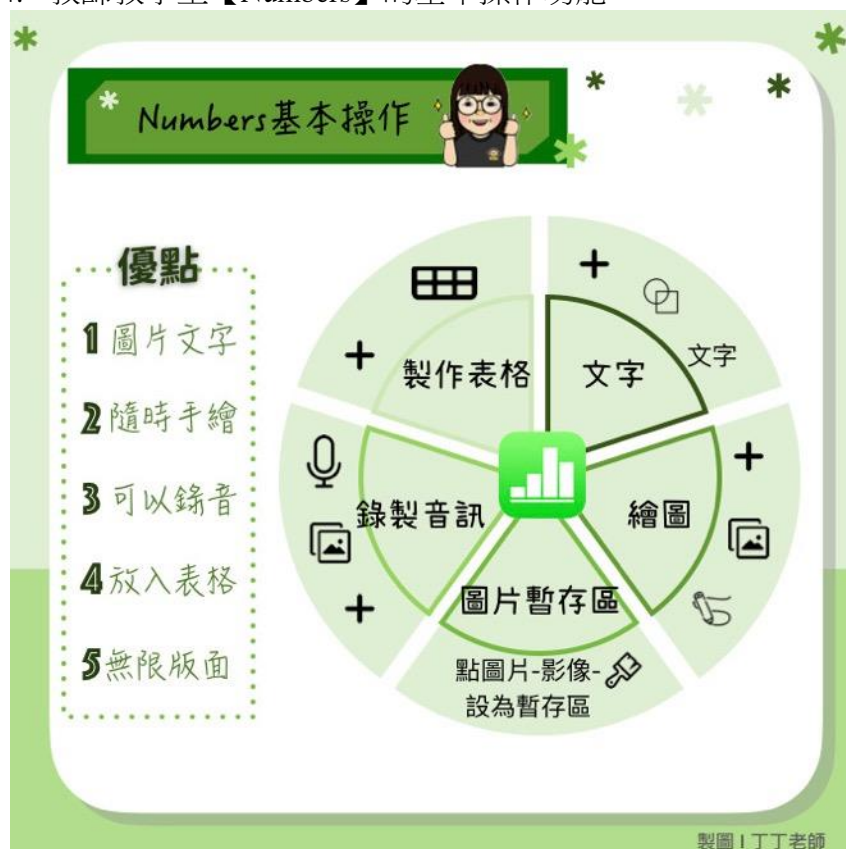 Numbers基本操作
優點
1 圖片文字
2 隨時手繪
3 可以錄音
4 放入表格
5 無限版面
製作表格
文字
文字
繪圖
圖片暫存區
點圖片-影像-
設為暫存區
錄製音訊
製圖 | 丁丁老師